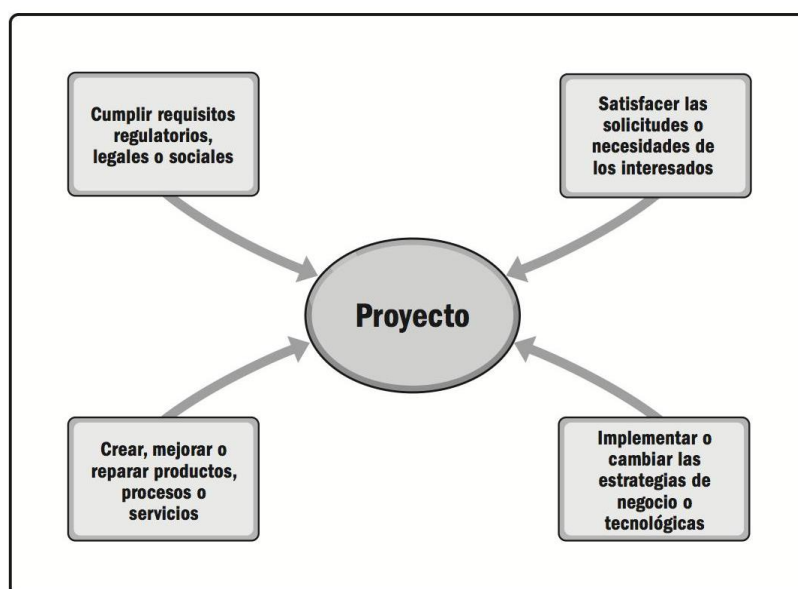 Cumplir requisitos
regulatorios,
legales o sociales
Satisfacer las
solicitudes o
necesidades de
los interesados
Proyecto
Crear, mejorar o
reparar productos,
procesos o
servicios
Implementar o
cambiar las
estrategias de
negocio o
tecnológicas